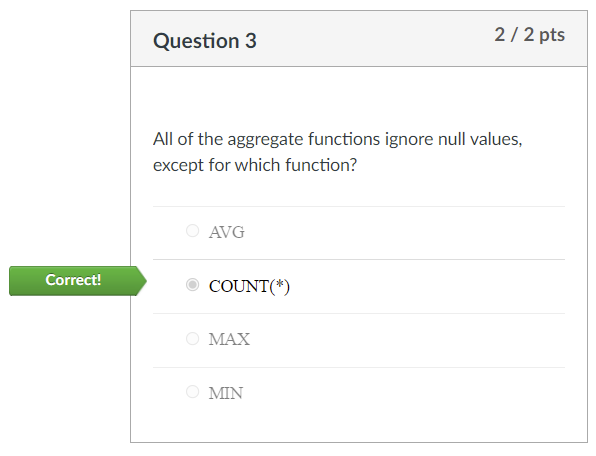 Question 3
2 / 2 pts
All of the aggregate functions ignore null values,
except for which function?
AVG
Correct!
COUNT(*)
MAX
MIN